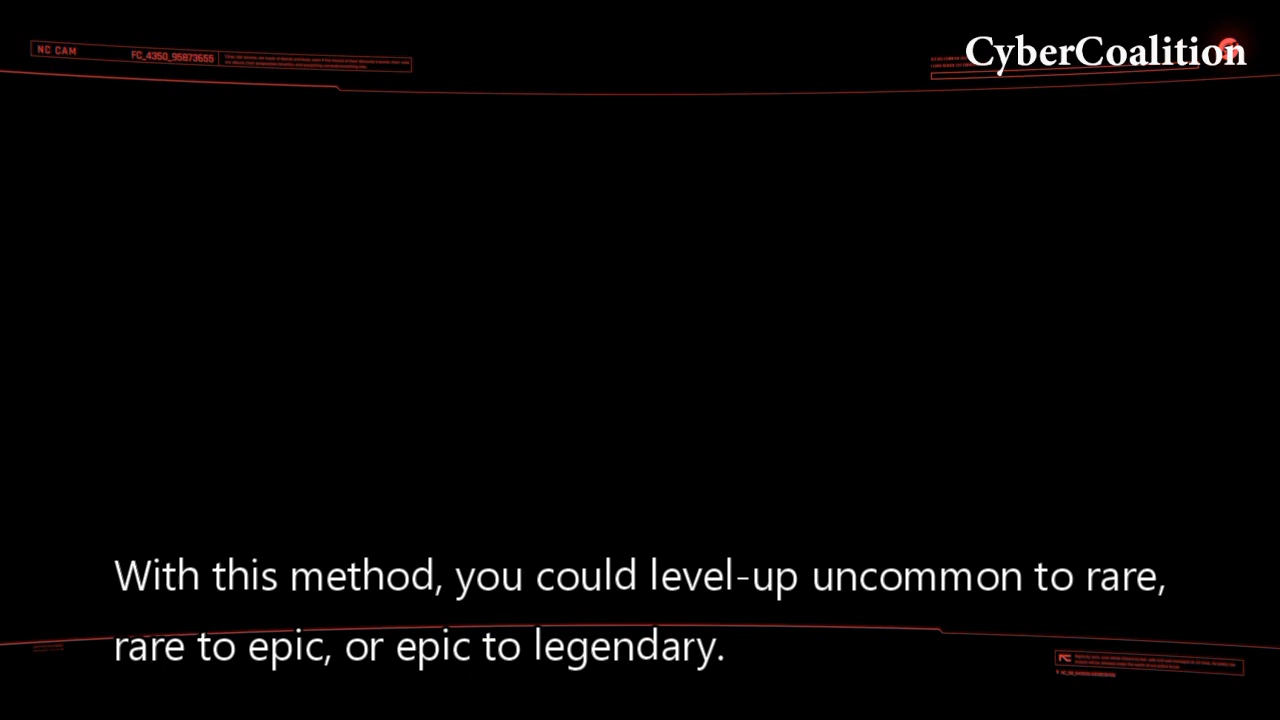 NC CAM
FC_4350_95873655
CyberCoalition
With this method, you could level-up uncommon to rare,
rare to epic, or epic to legendary.